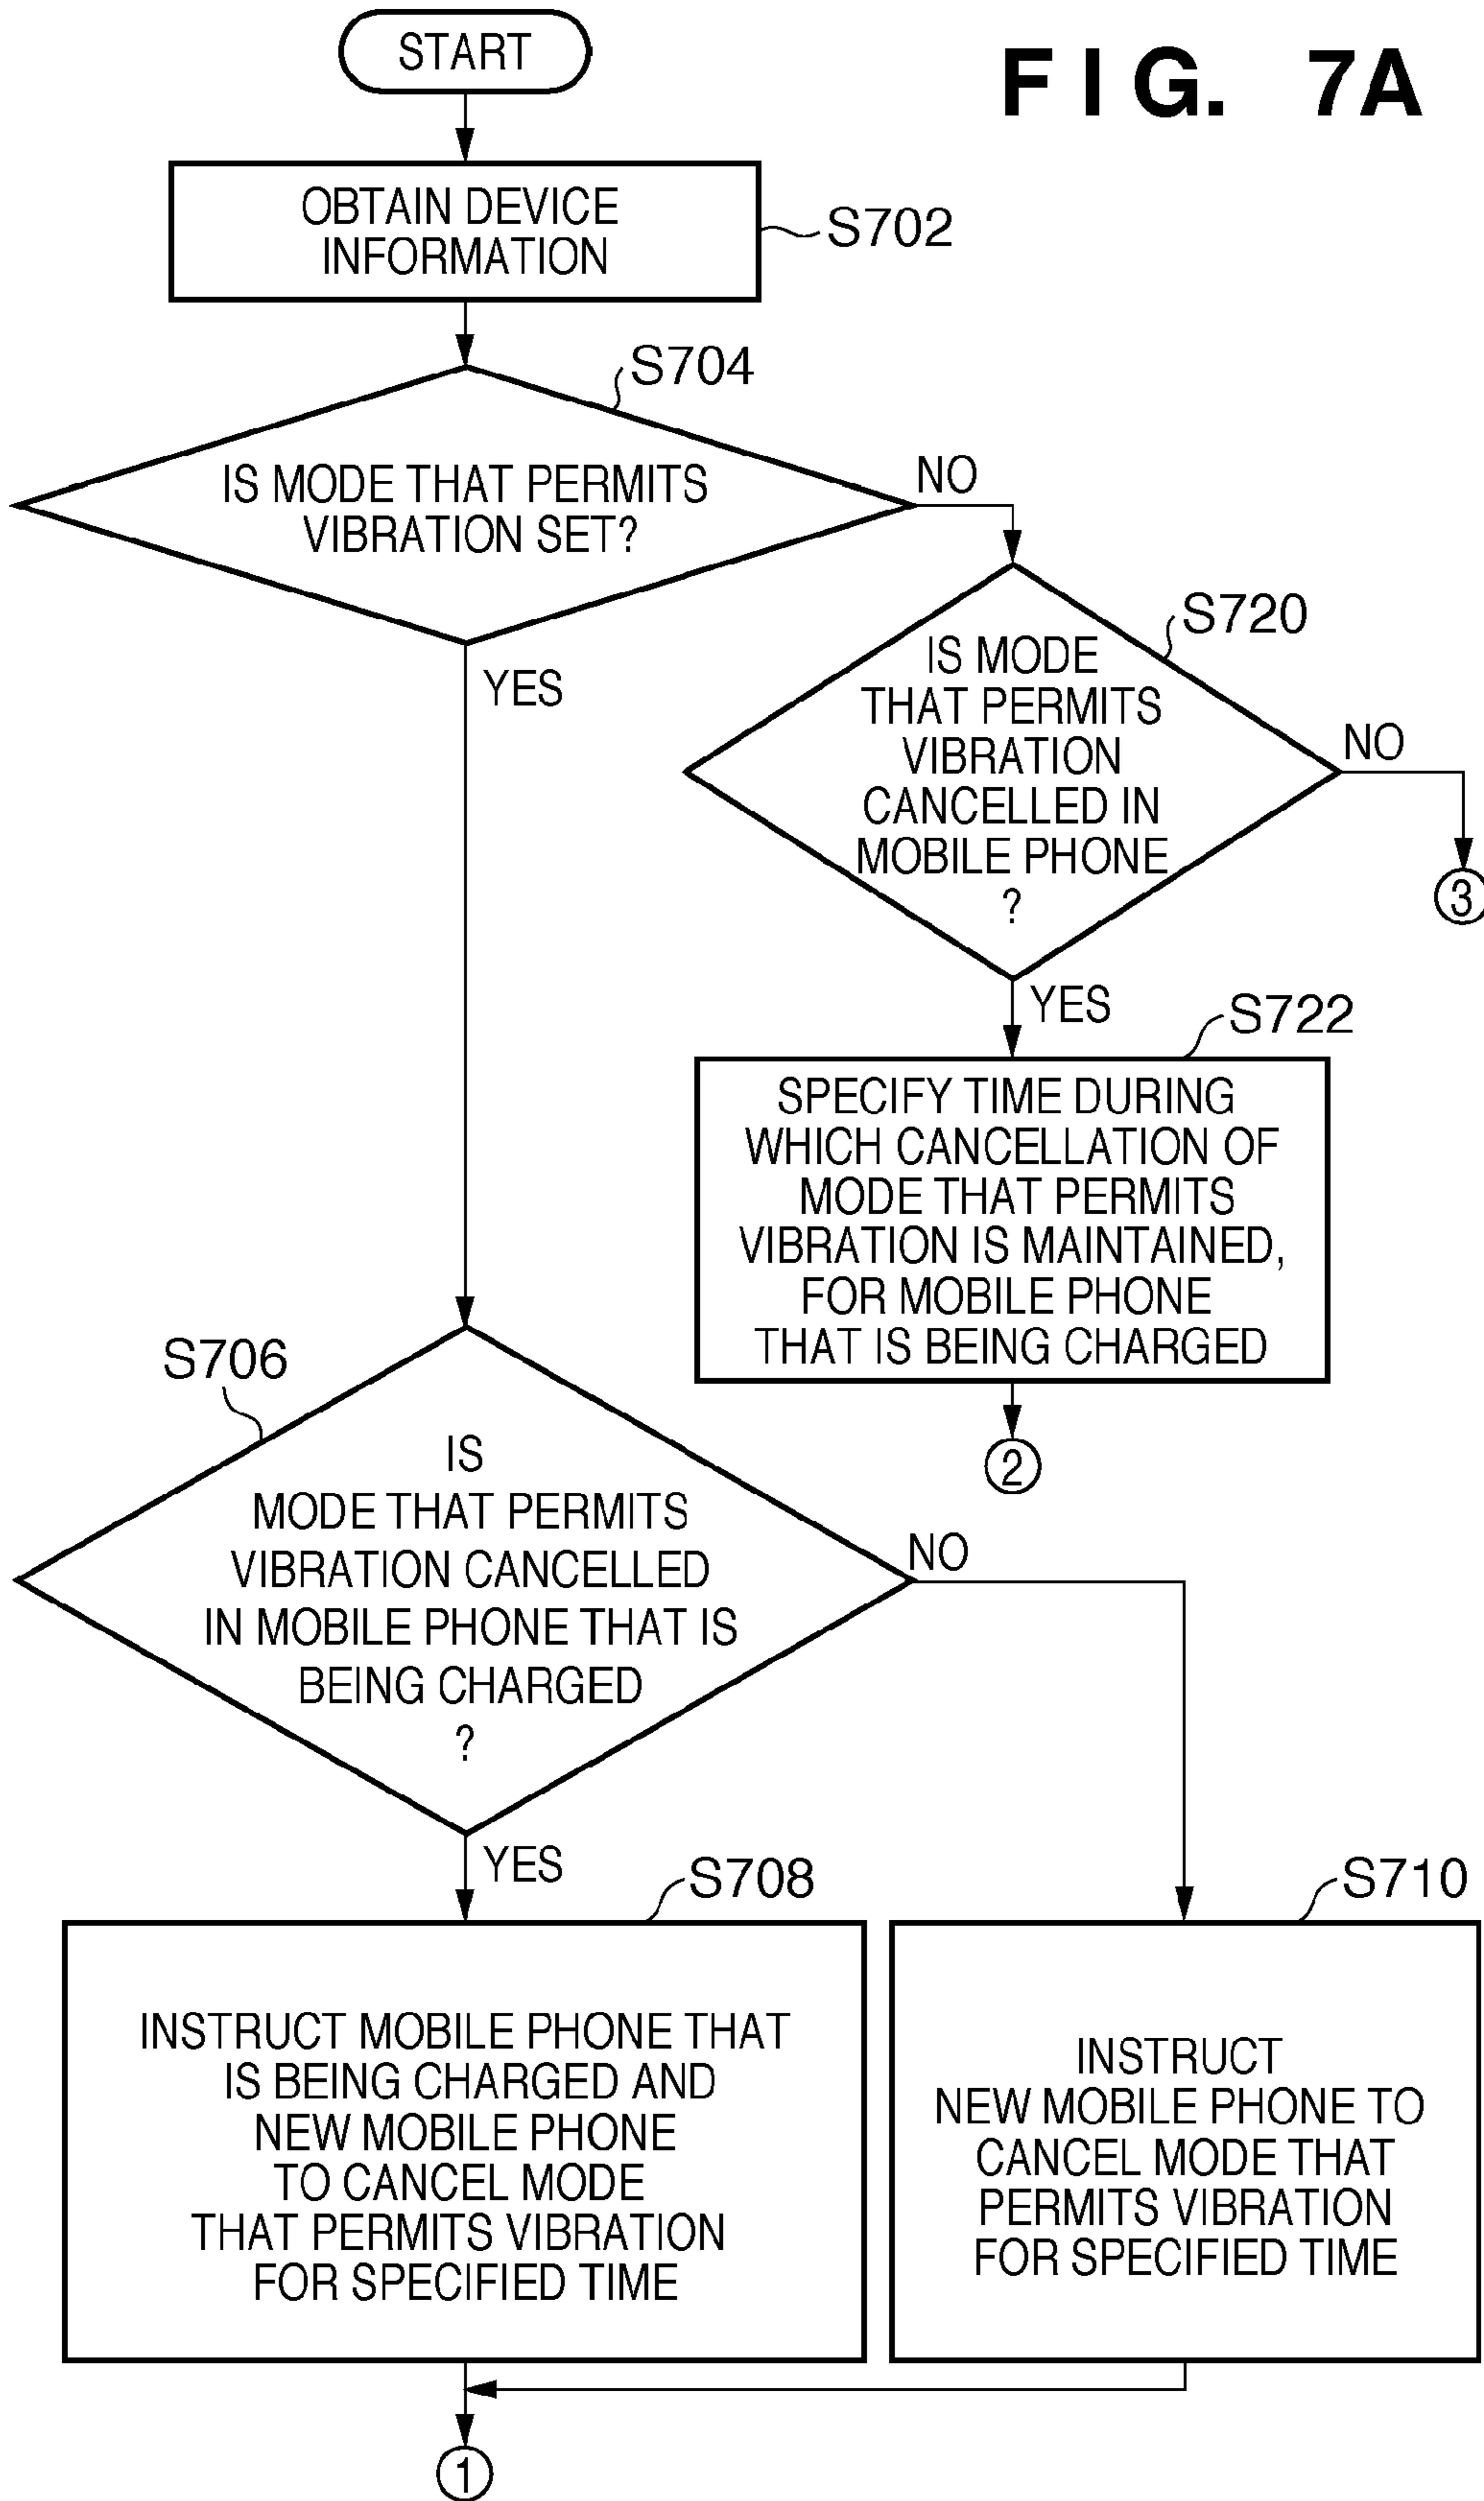 START
FIG. 7A
OBTAIN DEVICE
INFORMATION
S702
S704
IS MODE THAT PERMITS
VIBRATION SET?
NO
YES
S720
IS MODE
THAT PERMITS
VIBRATION
CANCELLED IN
MOBILE PHONE
?
NO
3
YES
S722
SPECIFY TIME DURING
WHICH CANCELLATION OF
MODE THAT PERMITS
VIBRATION IS MAINTAINED,
FOR MOBILE PHONE
THAT IS BEING CHARGED
2
S706
IS
MODE THAT PERMITS
VIBRATION CANCELLED
IN MOBILE PHONE THAT IS
BEING CHARGED
?
NO
YES
S708
INSTRUCT MOBILE PHONE THAT
IS BEING CHARGED AND
NEW MOBILE PHONE
TO CANCEL MODE
THAT PERMITS VIBRATION
FOR SPECIFIED TIME
S710
INSTRUCT
NEW MOBILE PHONE TO
CANCEL MODE THAT
PERMITS VIBRATION
FOR SPECIFIED TIME
1